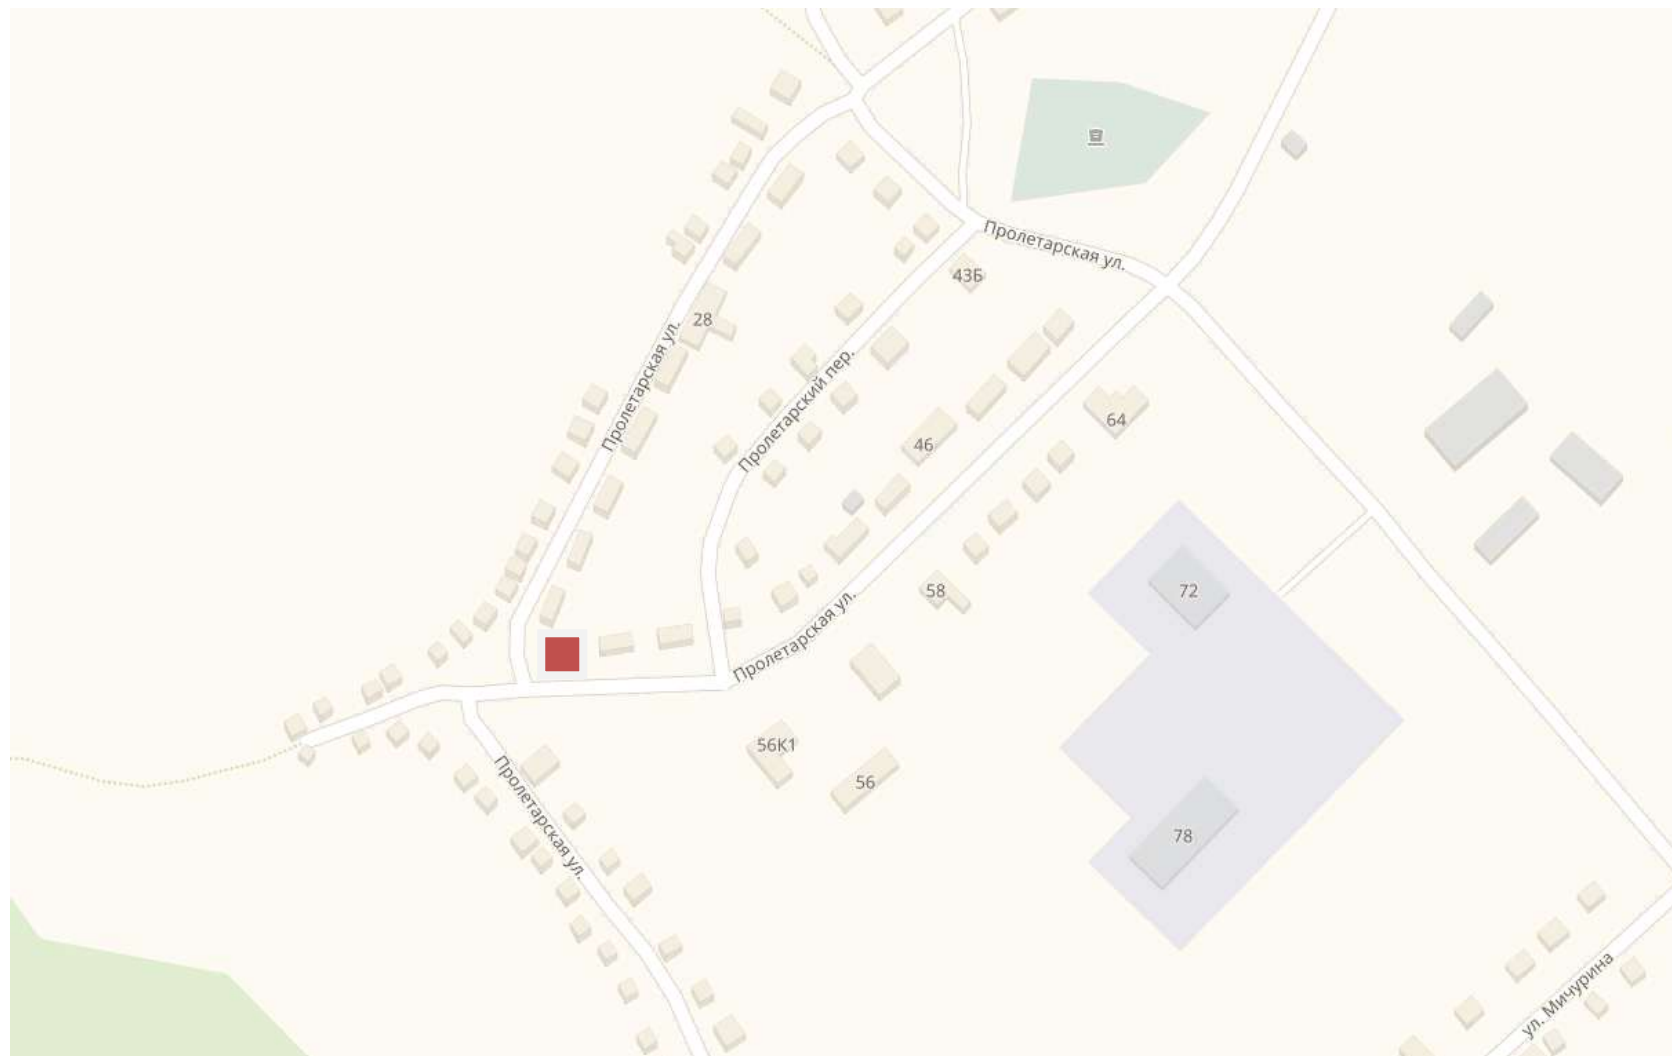 Пролетарская ул.
43Б
28
Пролетарская ул.
Пролетарский пер.
64
46
58
72
Пролетарская ул.
56К1
56
Пролетарская ул.
78
ул. Мичурина